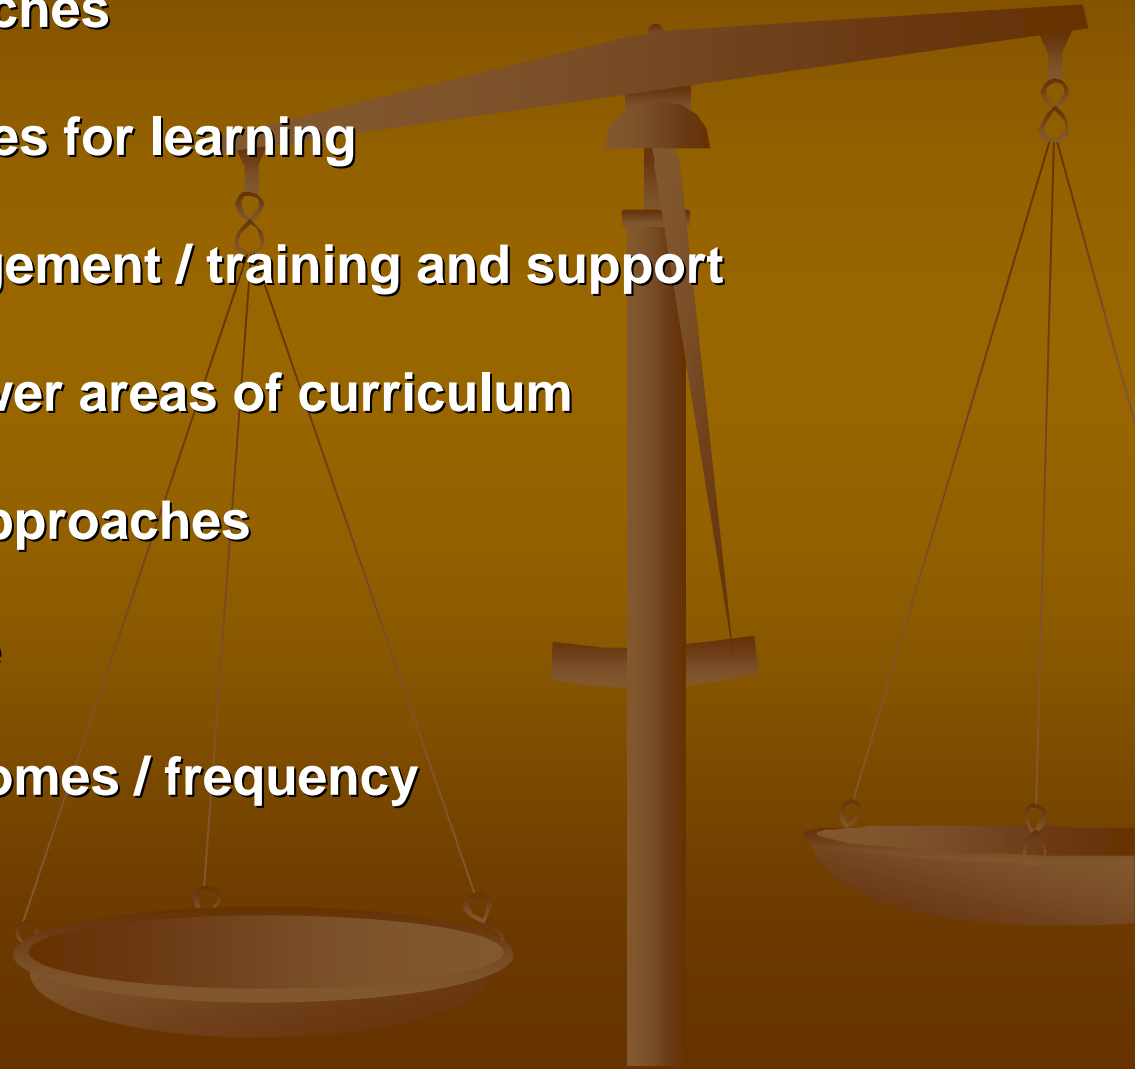 ches
es for learning
gement / training and support
ver areas of curriculum
pproaches
e
omes / frequency